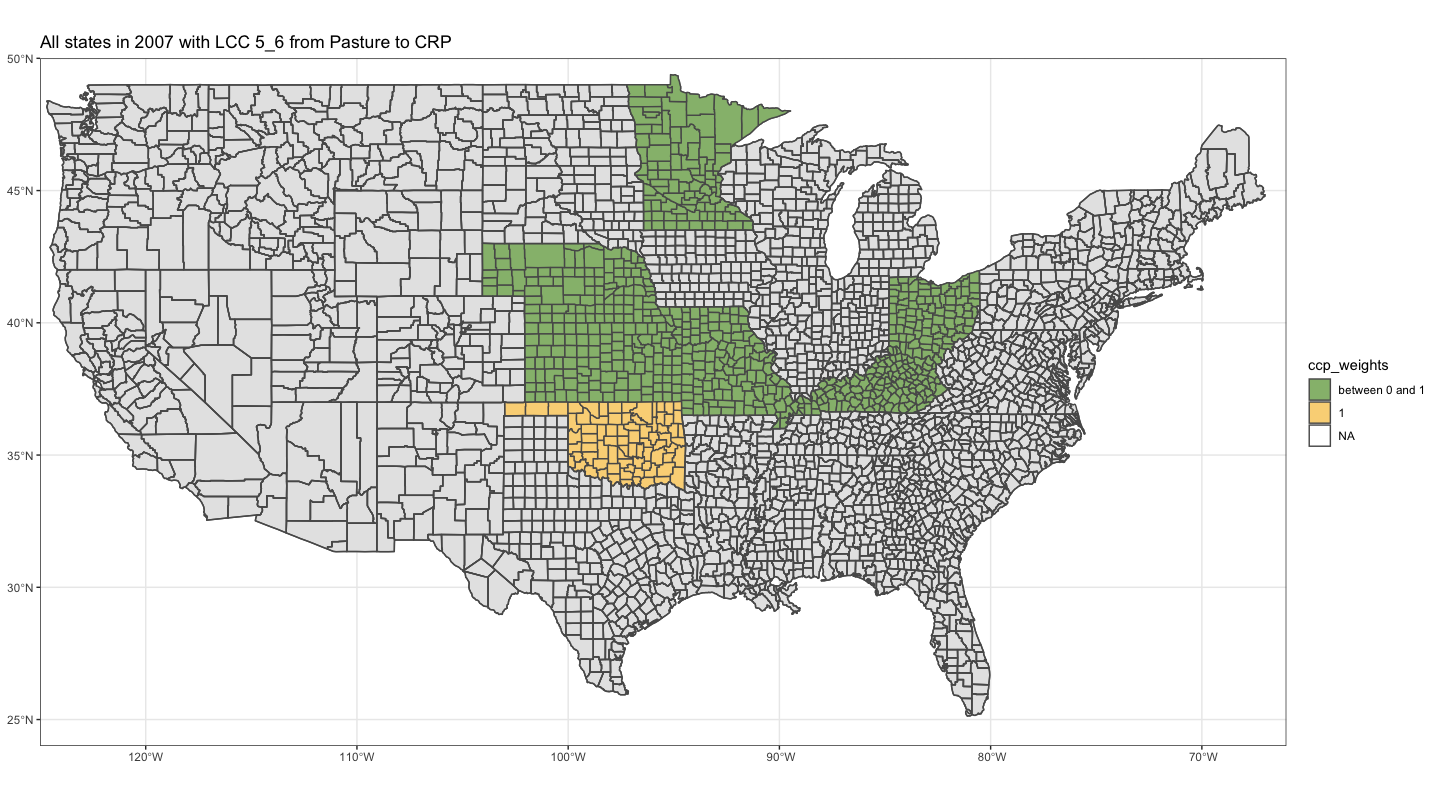 All states in 2007 with LCC 5_6 from Pasture to CRP
50°N
45°N
40°N
35°N
30°N
25°N
120°W
110°W
100°W
90°W
80°W
70°W
ccp_weights
between 0 and 1
1
NA